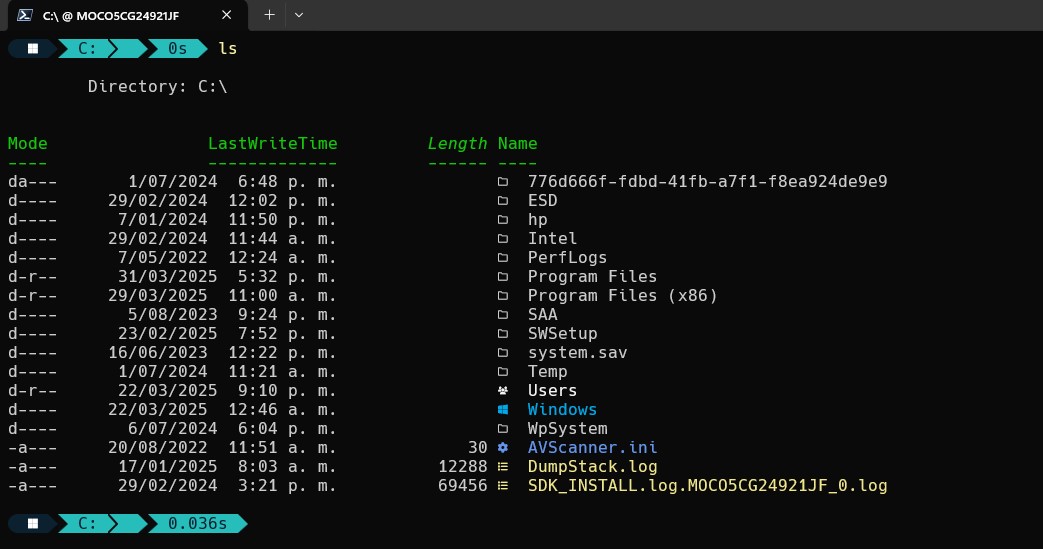 C:\ @ MOCO5CG24921JF
C: 0s ls
Directory: C:\
Mode LastWriteTime Length Name
---- ------------- ------ ----
da--- 1/07/2024 6:48 p. m. 776d666f-fdbd-41fb-a7f1-f8ea924de9e9
d---- 29/02/2024 12:02 p. m. ESD
d---- 7/01/2024 11:50 p. m. hp
d---- 29/02/2024 11:44 a. m. Intel
d---- 7/05/2022 12:24 a. m. PerfLogs
d-r-- 31/03/2025 5:32 p. m. Program Files
d-r-- 29/03/2025 11:00 a. m. Program Files (x86)
d---- 5/08/2023 9:24 p. m. SAA
d---- 23/02/2025 7:52 p. m. SWSetup
d---- 16/06/2023 12:22 p. m. system.sav
d---- 1/07/2024 11:21 a. m. Temp
d-r-- 22/03/2025 9:10 p. m. Users
d---- 22/03/2025 12:46 a. m. Windows
d---- 6/07/2024 6:04 p. m. WpSystem
-a--- 20/08/2022 11:51 a. m. 30 AVScanner.ini
-a--- 17/01/2025 8:03 a. m. 12288 DumpStack.log
-a--- 29/02/2024 3:21 p. m. 69456 SDK_INSTALL.log.MOCO5CG24921JF_0.log
C: 0.036s